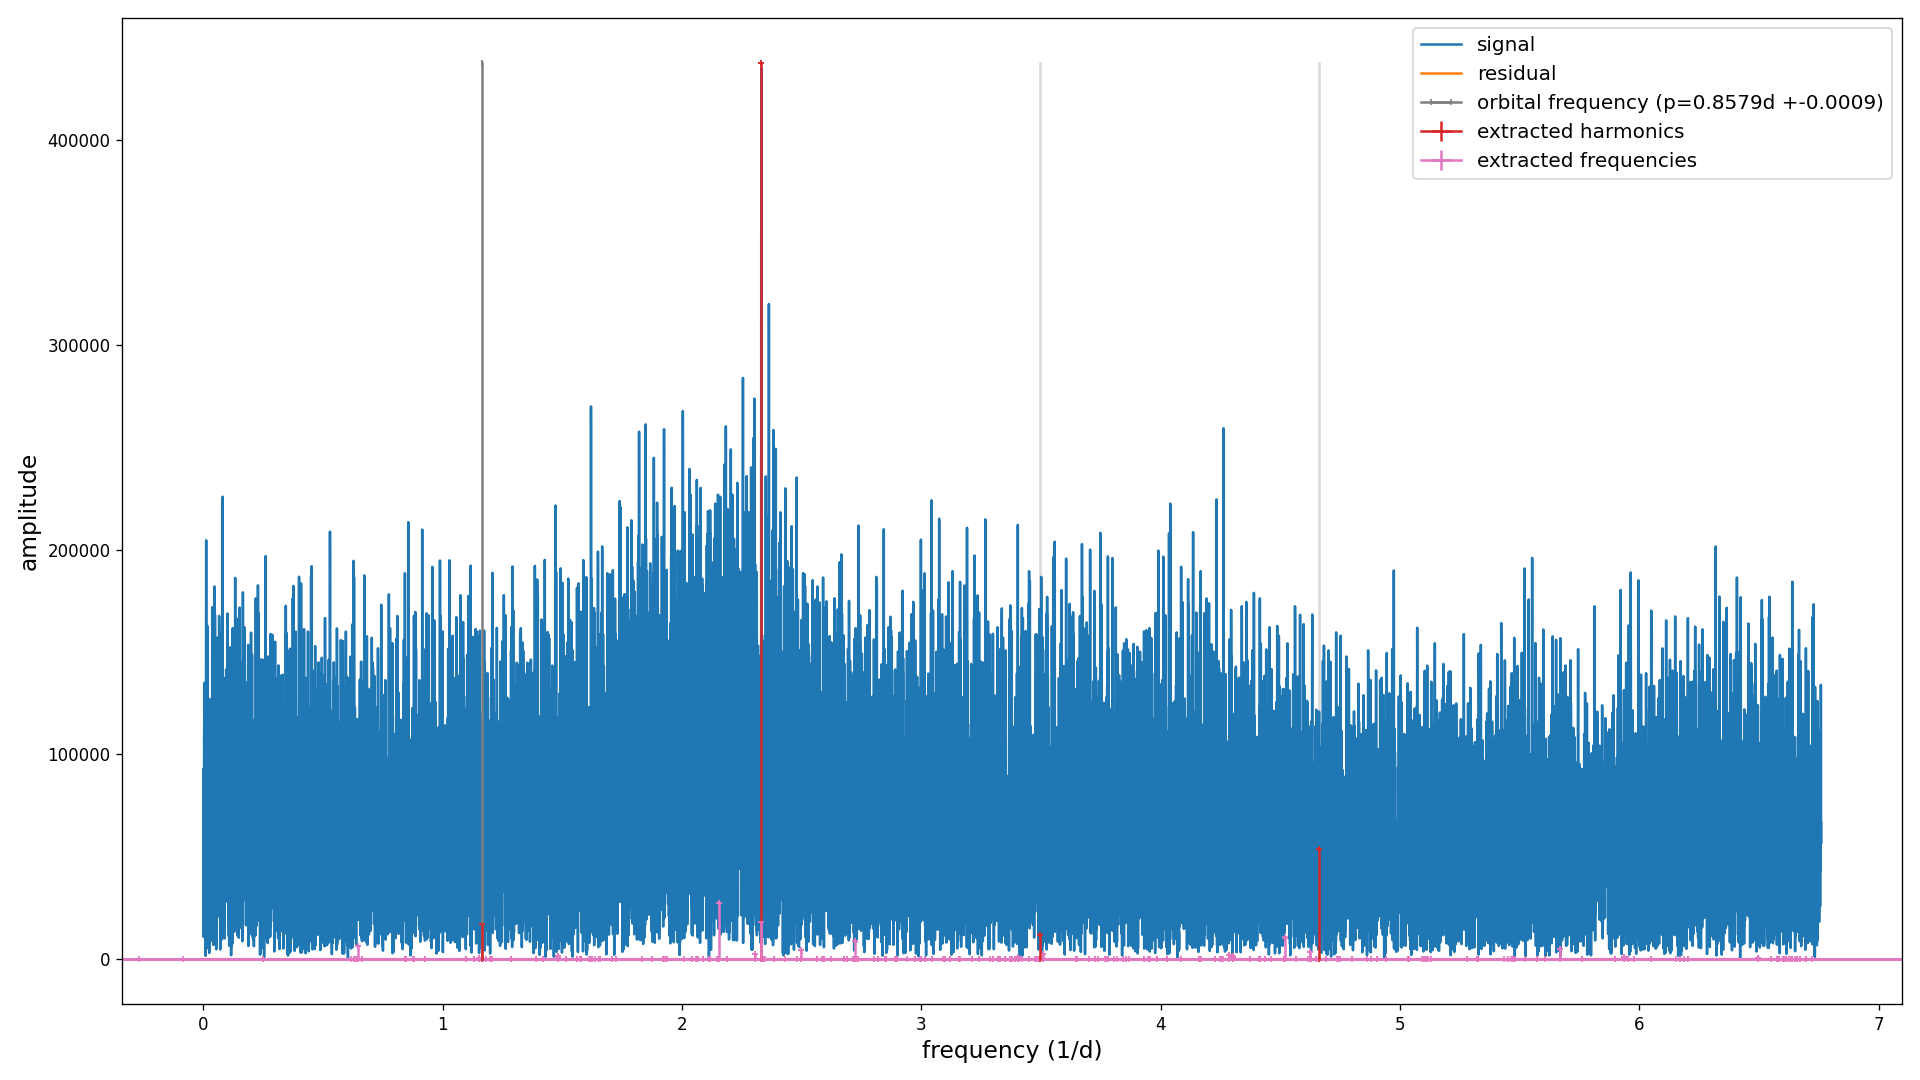 signal
residual
orbital frequency (p=0.8579d +-0.0009)
extracted harmonics
extracted frequencies
400000
300000
200000
100000
0
amplitude
0 1 2 3 4 5 6 7
frequency (1/d)